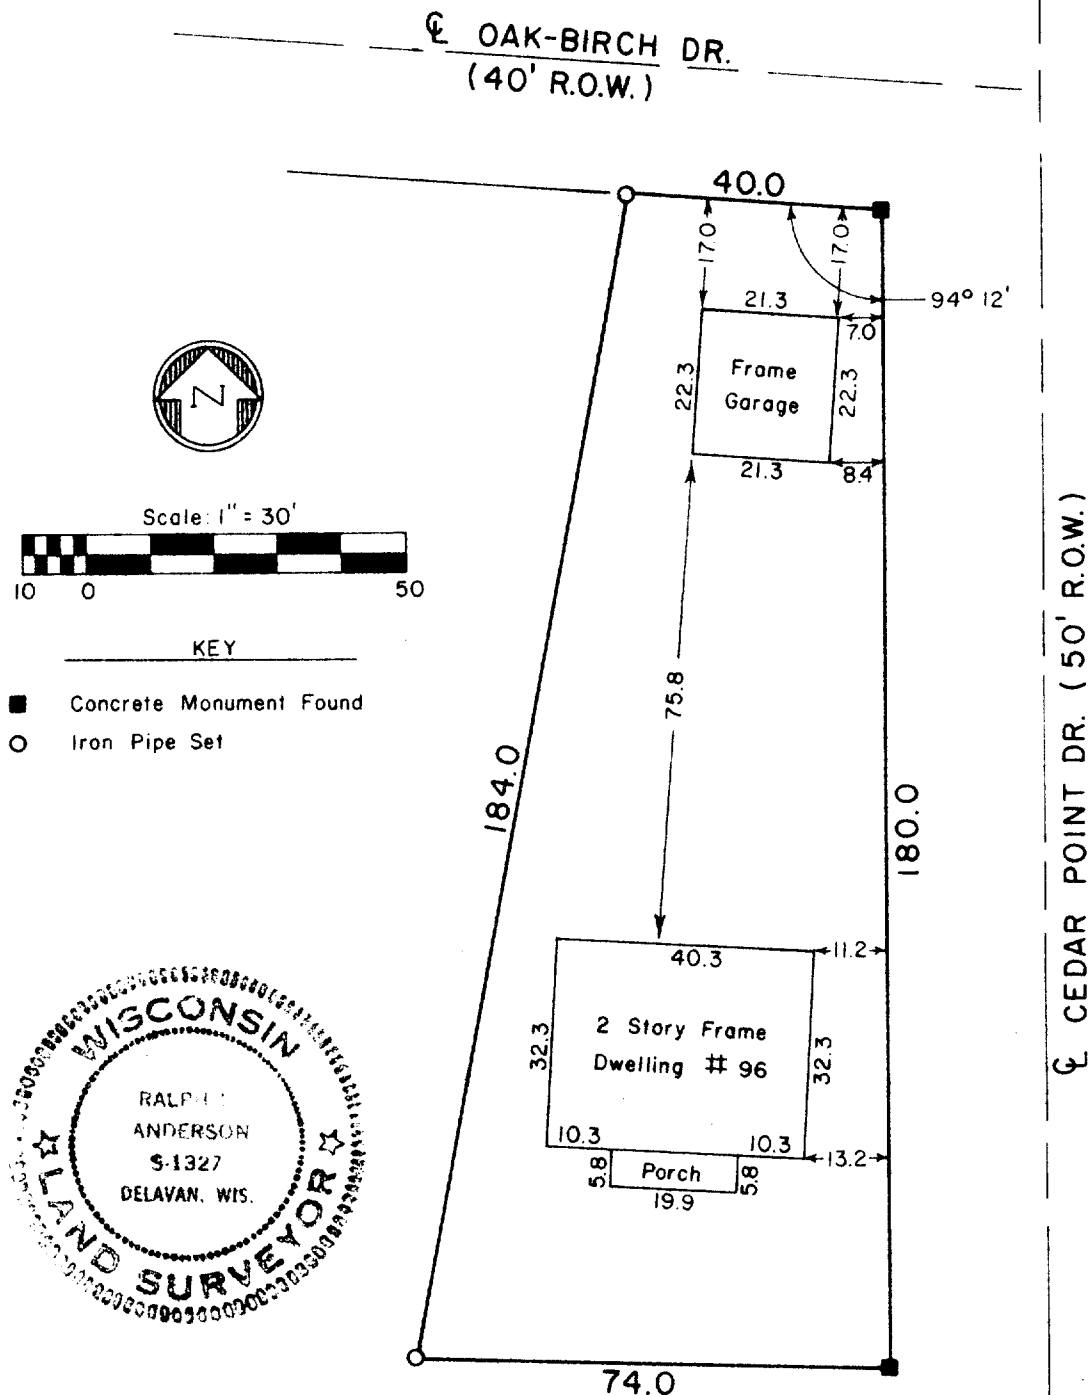 ℄ OAK-BIRCH DR.
(40' R.O.W.)
40.0
17.0
17.0
94° 12'
21.3
7.0
Frame
Garage
22.3
22.3
21.3
8.4
N
Scale: 1" = 30'
10 0 50
KEY
Concrete Monument Found
Iron Pipe Set
75.8
184.0
180.0
℄ CEDAR POINT DR. (50' R.O.W.)
40.3
11.2
2 Story Frame
Dwelling # 96
32.3
32.3
10.3
10.3
13.2
5.8
Porch
5.8
19.9
74.0
WISCONSIN
ANDERSON
S-1327
DELAVAN, WIS.
LAND SURVEYOR